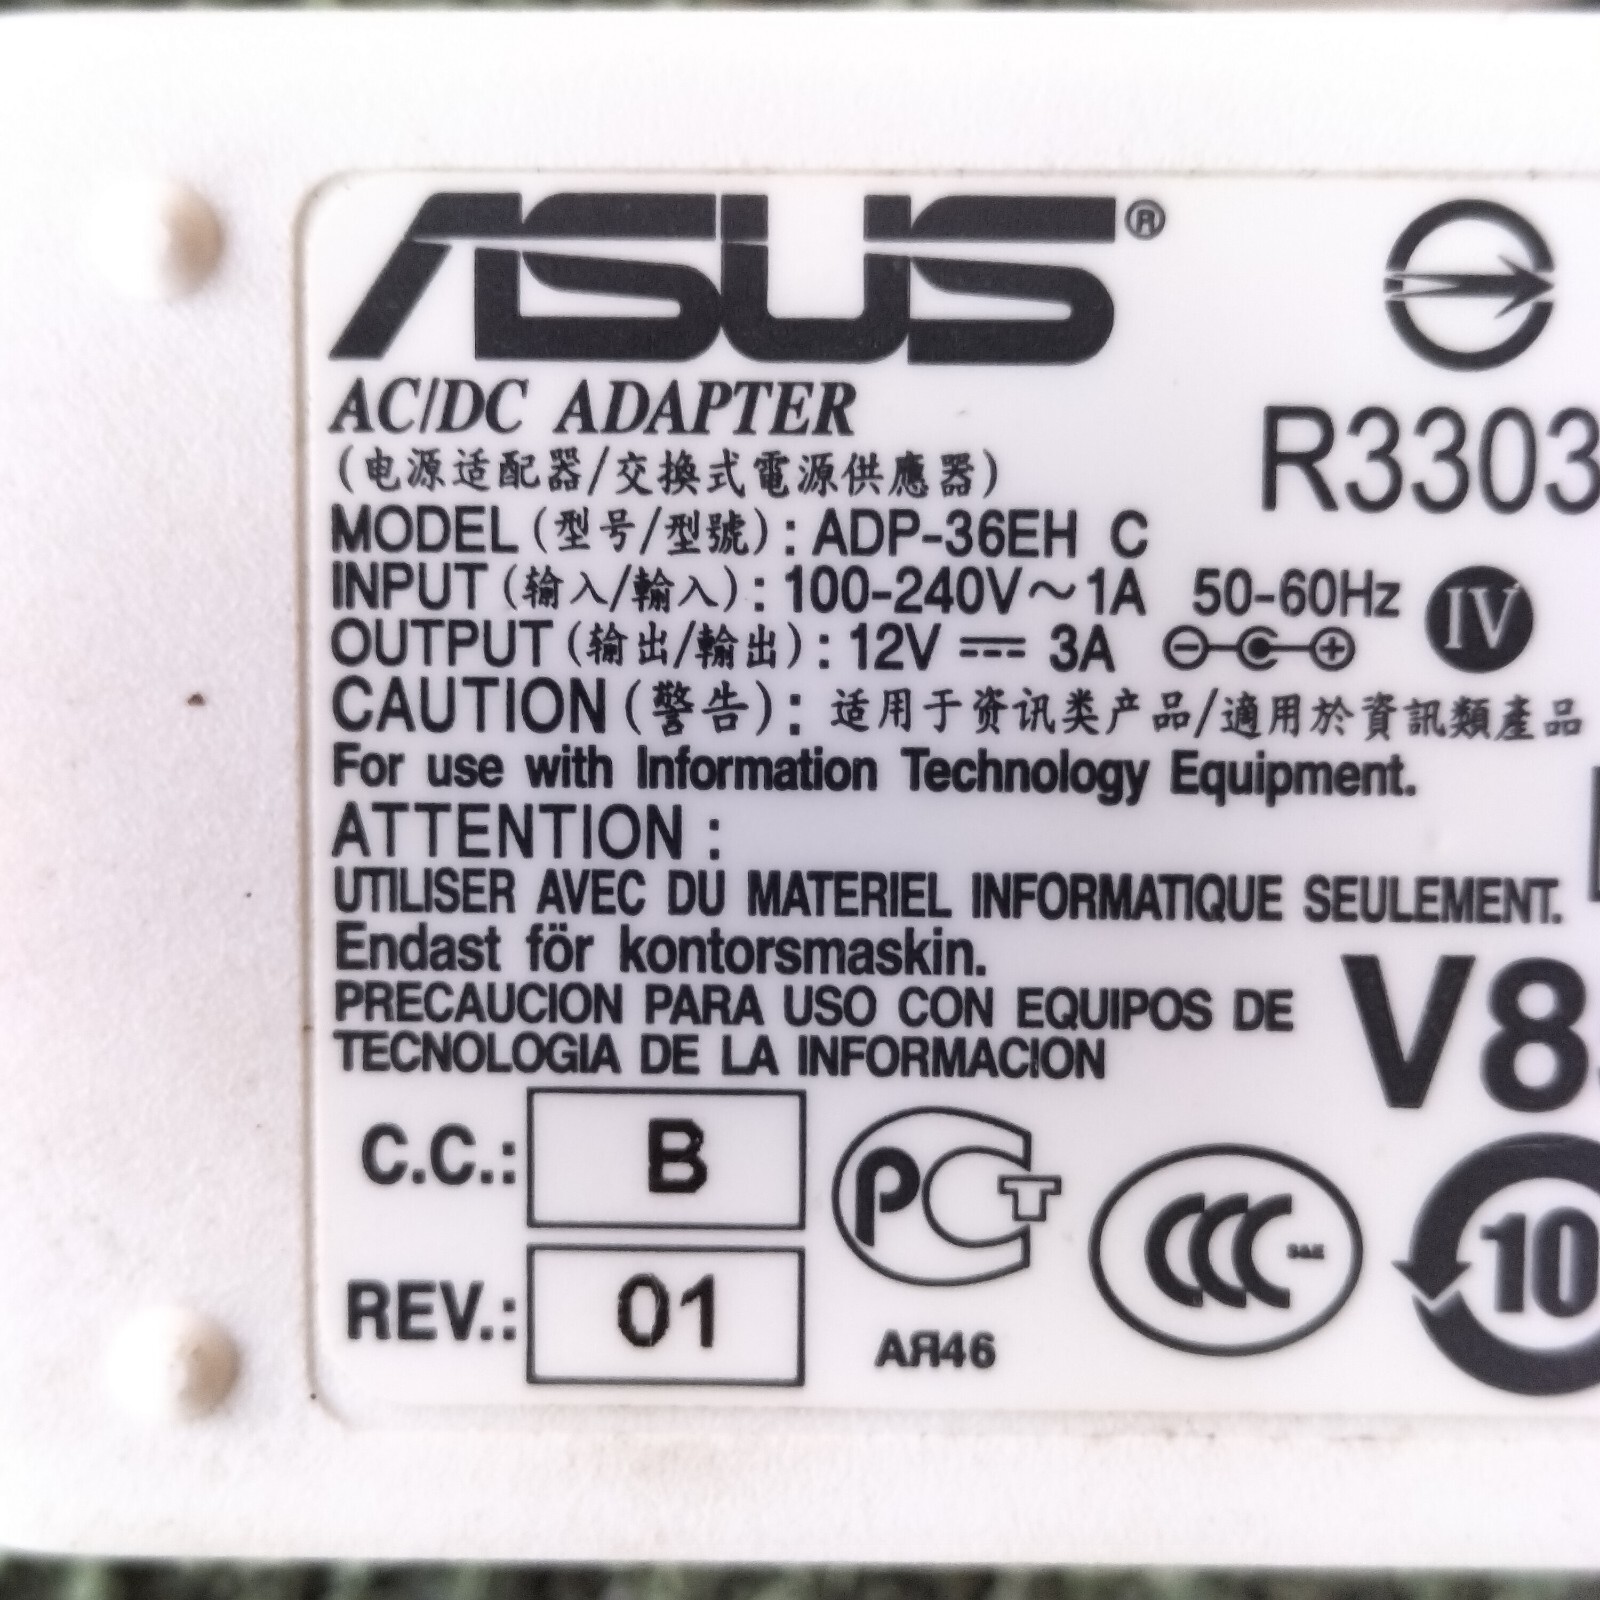 ASUS®
AC/DC ADAPTER
(电源适配器/交换式電源供應器)
R3303
MODEL (型号/型號) : ADP-36EH C
INPUT (输入/輸入) : 100-240V～1A 50-60Hz
IV
OUTPUT (输出/輸出) : 12V ⎓ 3A
CAUTION (警告) : 适用于资讯类产品/適用於資訊類產品
For use with Information Technology Equipment.
ATTENTION :
UTILISER AVEC DU MATERIEL INFORMATIQUE SEULEMENT.
Endast för kontorsmaskin.
PRECAUCION PARA USO CON EQUIPOS DE
TECNOLOGIA DE LA INFORMACION
V8
C.C.: B
REV.: 01
PCT
АЯ46
CCC
S&E
10